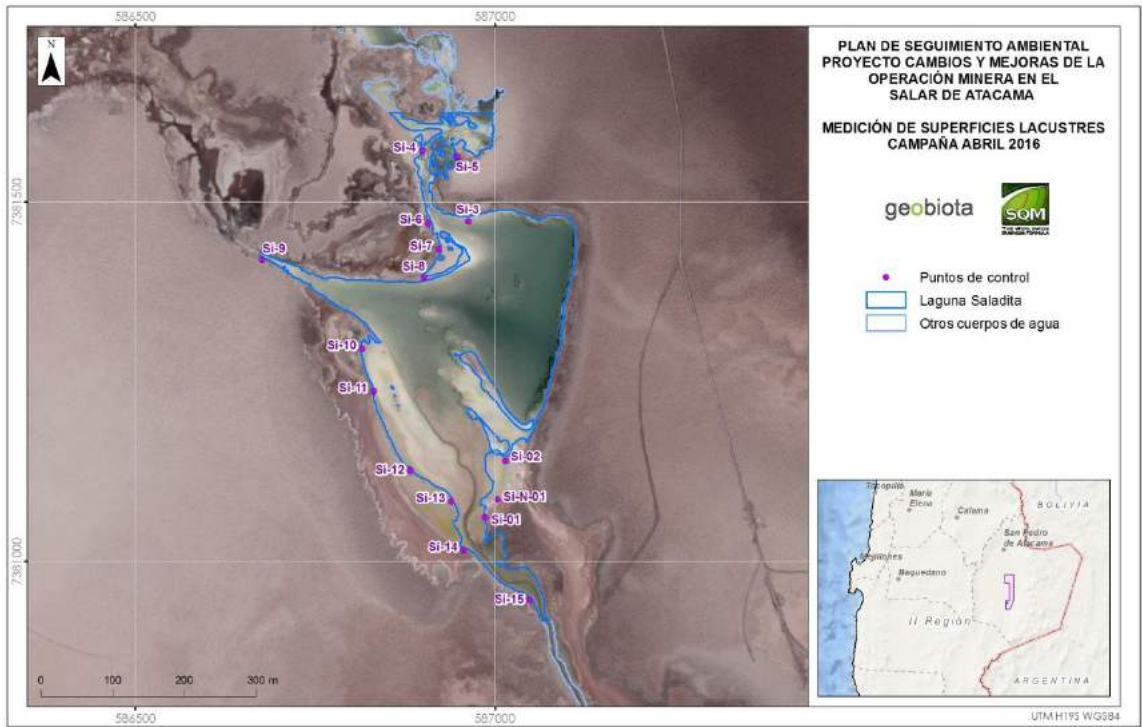 586500
587000
N
7381500
7381000
Si-4
Si-5
Si-6
Si-3
Si-7
Si-9
Si-8
Si-10
Si-11
Si-02
Si-12
Si-N-01
Si-13
Si-01
Si-14
Si-15
0 100 200 300 m
586500
587000
PLAN DE SEGUIMIENTO AMBIENTAL
PROYECTO CAMBIOS Y MEJORAS DE LA
OPERACIÓN MINERA EN EL
SALAR DE ATACAMA
MEDICIÓN DE SUPERFICIES LACUSTRES
CAMPAÑA ABRIL 2016
geobiota
SQM
Puntos de control
Laguna Saladita
Otros cuerpos de agua
Tocopilla
María
Elena
Calama
BOLIVIA
San Pedro
de Atacama
Mejillones
Baquedano
II Región
ARGENTINA
UTM H19S WGS84